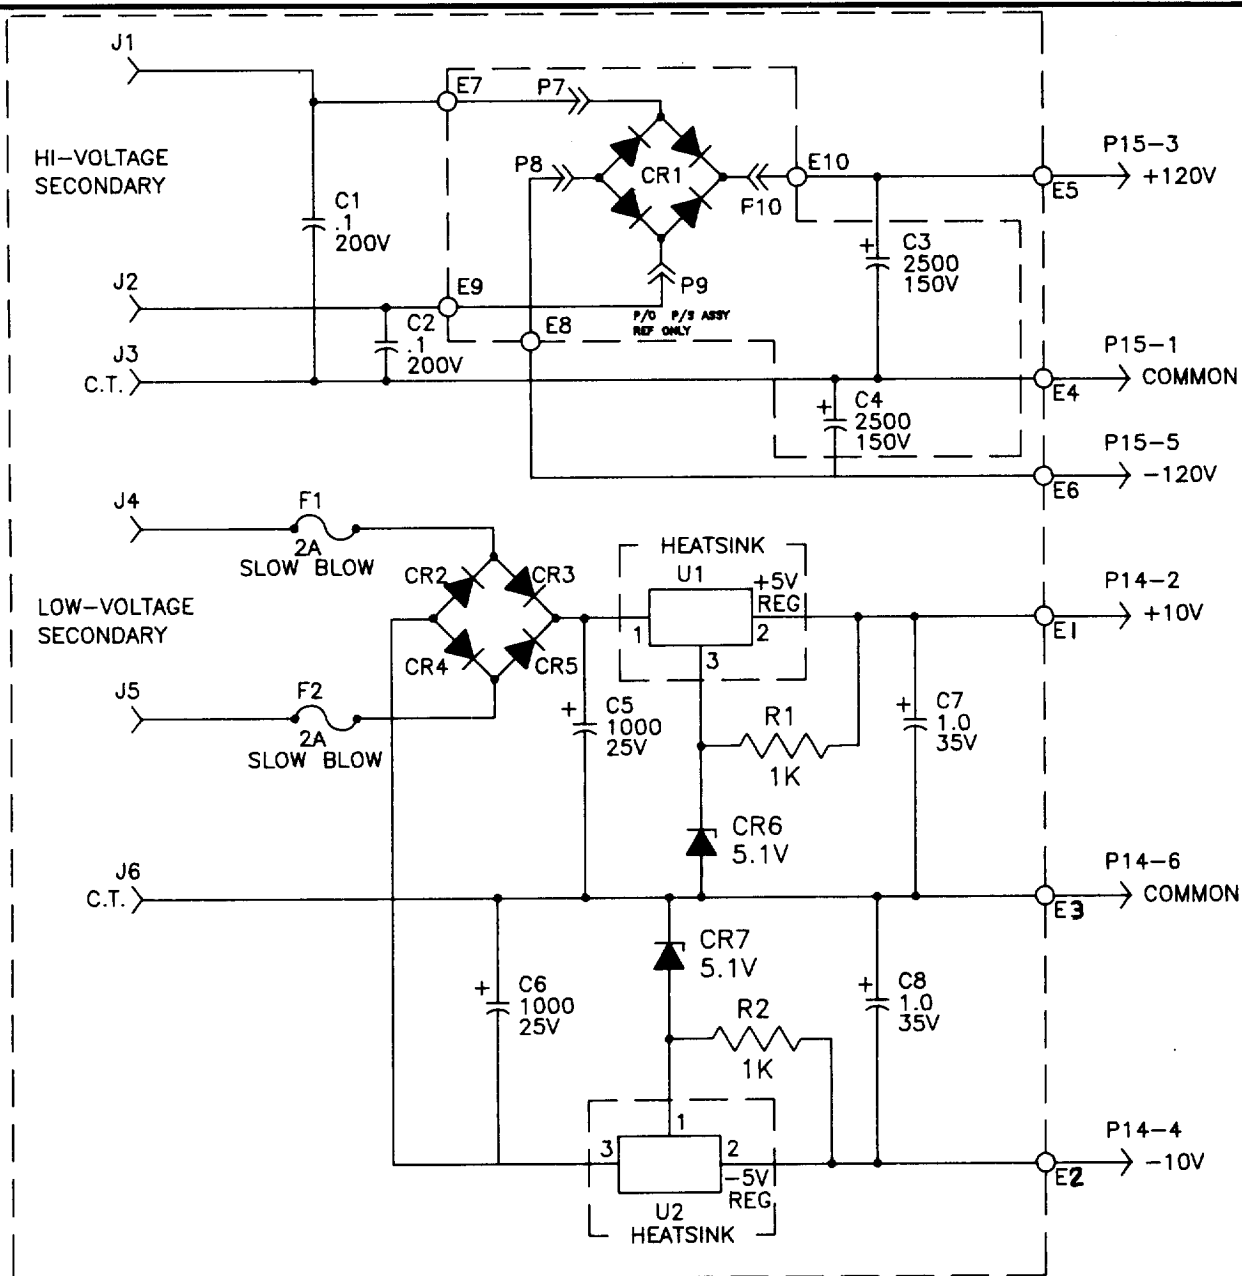 J1
HI-VOLTAGE
SECONDARY
C1
.1
200V
J2
C2
.1
200V
J3
C.T.
E7
P7
P8
CR1
E10
F10
E9
P9
P/O P/S ASSY
REF ONLY
E8
+
C3
2500
150V
+
C4
2500
150V
P15-3
+120V
E5
P15-1
COMMON
E4
P15-5
-120V
E6
J4
F1
2A
SLOW BLOW
LOW-VOLTAGE
SECONDARY
CR2
CR3
CR4
CR5
J5
F2
2A
SLOW BLOW
HEATSINK
U1
+5V
REG
1
2
3
+
C5
1000
25V
R1
1K
+
C7
1.0
35V
CR6
5.1V
P14-2
+10V
E1
J6
C.T.
P14-6
COMMON
E3
CR7
5.1V
+
C6
1000
25V
R2
1K
+
C8
1.0
35V
1
3
2
-5V
REG
U2
HEATSINK
P14-4
-10V
E2